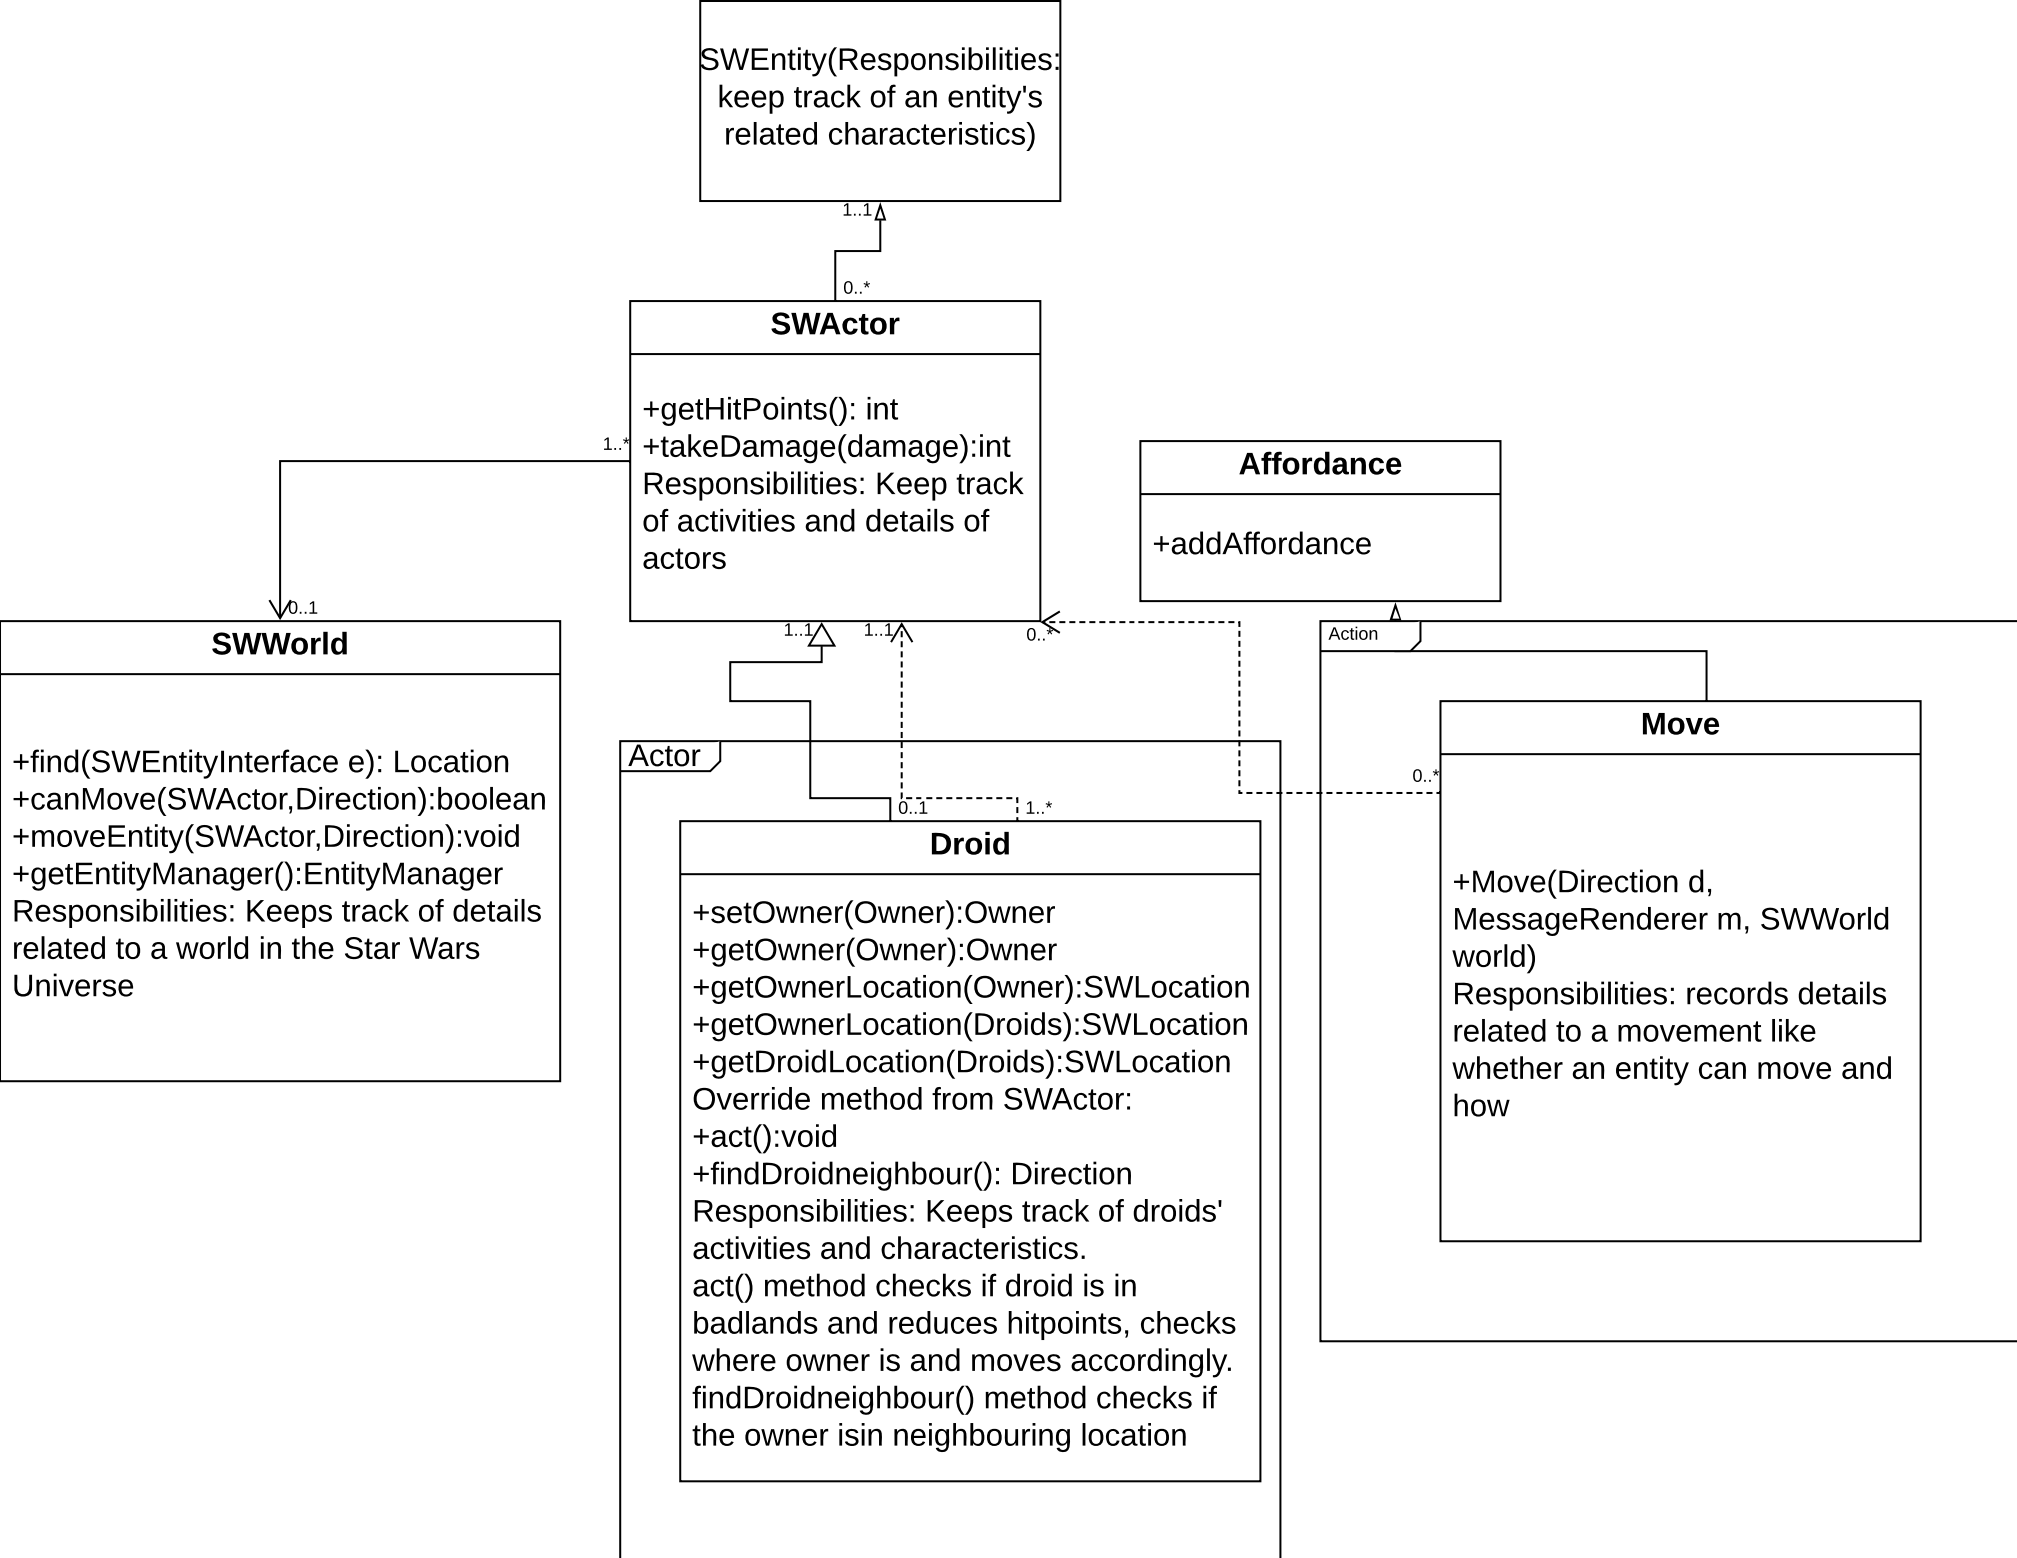 SWEntity(Responsibilities:
keep track of an entity's
related characteristics)
1..1
0..*
SWActor
+getHitPoints(): int
+takeDamage(damage):int
Responsibilities: Keep track
of activities and details of
actors
1..*
0..1
1..1
1..1
0..*
Affordance
+addAffordance
SWWorld
+find(SWEntityInterface e): Location
+canMove(SWActor,Direction):boolean
+moveEntity(SWActor,Direction):void
+getEntityManager():EntityManager
Responsibilities: Keeps track of details
related to a world in the Star Wars
Universe
Action
Move
0..*
+Move(Direction d,
MessageRenderer m, SWWorld
world)
Responsibilities: records details
related to a movement like
whether an entity can move and
how
Actor
0..1
1..*
Droid
+setOwner(Owner):Owner
+getOwner(Owner):Owner
+getOwnerLocation(Owner):SWLocation
+getOwnerLocation(Droids):SWLocation
+getDroidLocation(Droids):SWLocation
Override method from SWActor:
+act():void
+findDroidneighbour(): Direction
Responsibilities: Keeps track of droids'
activities and characteristics.
act() method checks if droid is in
badlands and reduces hitpoints, checks
where owner is and moves accordingly.
findDroidneighbour() method checks if
the owner isin neighbouring location